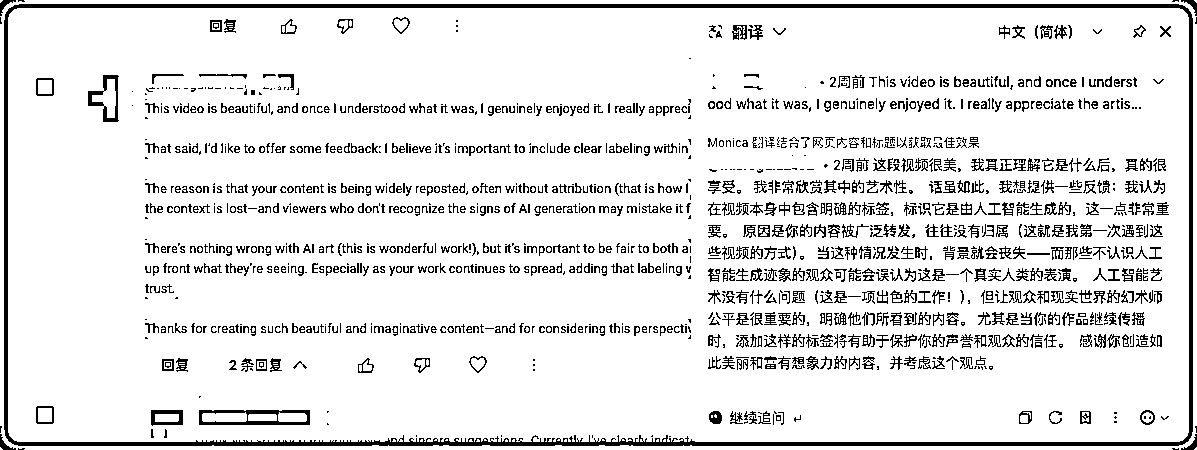 回复
This video is beautiful, and once I understood what it was, I genuinely enjoyed it. I really apprec
That said, I'd like to offer some feedback: I believe it's important to include clear labeling within
The reason is that your content is being widely reposted, often without attribution (that is how I
the context is lost—and viewers who don't recognize the signs of AI generation may mistake it f
There's nothing wrong with AI art (this is wonderful work!), but it's important to be fair to both a
up front what they're seeing. Especially as your work continues to spread, adding that labeling
trust.
Thanks for creating such beautiful and imaginative content—and for considering this perspecti
回复 2 条回复
and sincere suggestions. Currently, I've clearly indicate
翻译 中文（简体）
• 2周前 This video is beautiful, and once I underst
ood what it was, I genuinely enjoyed it. I really appreciate the artis...
Monica 翻译结合了网页内容和标题以获取最佳效果
• 2周前 这段视频很美，我真正理解它是什么后，真的很
享受。 我非常欣赏其中的艺术性。 话虽如此，我想提供一些反馈：我认为
在视频本身中包含明确的标签，标识它是由人工智能生成的，这一点非常重
要。 原因是你的内容被广泛转发，往往没有归属（这就是我第一次遇到这
些视频的方式）。 当这种情况发生时，背景就会丧失——而那些不认识人工
智能生成迹象的观众可能会误认为这是一个真实人类的表演。 人工智能艺
术没有什么问题（这是一项出色的工作！），但让观众和现实世界的幻术师
公平是很重要的，明确他们所看到的内容。 尤其是当你的作品继续传播
时，添加这样的标签将有助于保护你的声誉和观众的信任。 感谢你创造如
此美丽和富有想象力的内容，并考虑这个观点。
继续追问